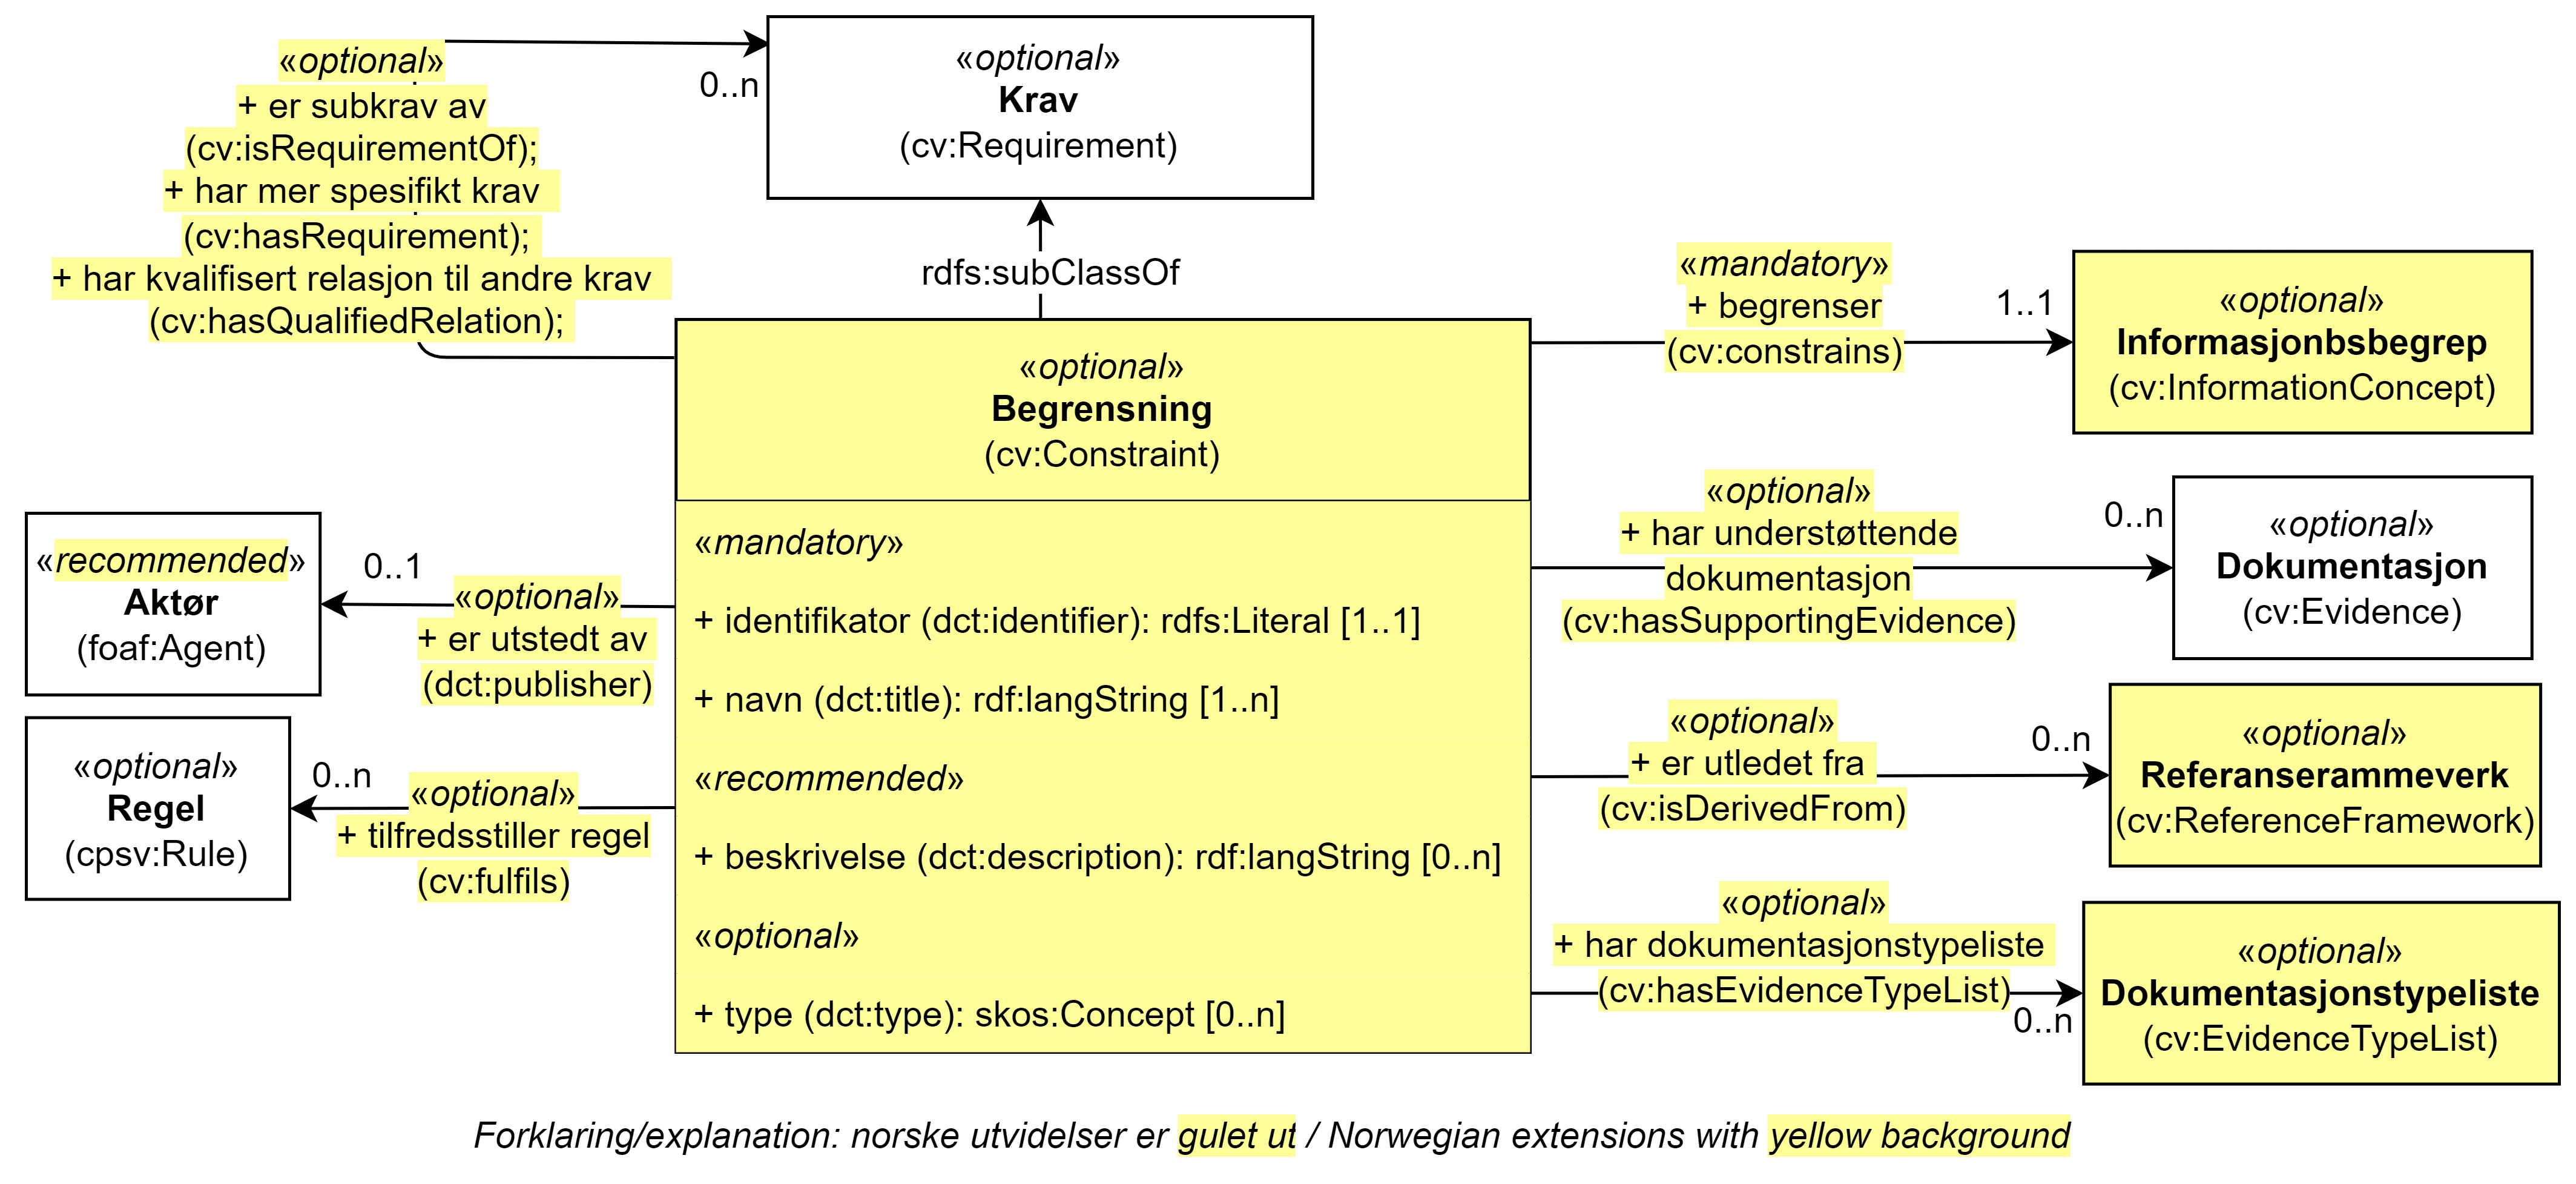 «optional»
+ er subkrav av
(cv:isRequirementOf);
+ har mer spesifikt krav
(cv:hasRequirement);
+ har kvalifisert relasjon til andre krav
(cv:hasQualifiedRelation);
0..n
«optional»
Krav
(cv:Requirement)
rdfs:subClassOf
«optional»
Begrensning
(cv:Constraint)
«mandatory»
+ identifikator (dct:identifier): rdfs:Literal [1..1]
+ navn (dct:title): rdf:langString [1..n]
«recommended»
+ beskrivelse (dct:description): rdf:langString [0..n]
«optional»
+ type (dct:type): skos:Concept [0..n]
«recommended»
Aktør
(foaf:Agent)
0..1
«optional»
+ er utstedt av
(dct:publisher)
«optional»
Regel
(cpsv:Rule)
0..n
«optional»
+ tilfredsstiller regel
(cv:fulfils)
«mandatory»
+ begrenser
(cv:constrains)
1..1
«optional»
Informasjonbsbegrep
(cv:InformationConcept)
«optional»
+ har understøttende
dokumentasjon
(cv:hasSupportingEvidence)
0..n
«optional»
Dokumentasjon
(cv:Evidence)
«optional»
+ er utledet fra
(cv:isDerivedFrom)
0..n
«optional»
Referanserammeverk
(cv:ReferenceFramework)
«optional»
+ har dokumentasjonstypeliste
(cv:hasEvidenceTypeList)
0..n
«optional»
Dokumentasjonstypeliste
(cv:EvidenceTypeList)
Forklaring/explanation: norske utvidelser er gulet ut / Norwegian extensions with yellow background